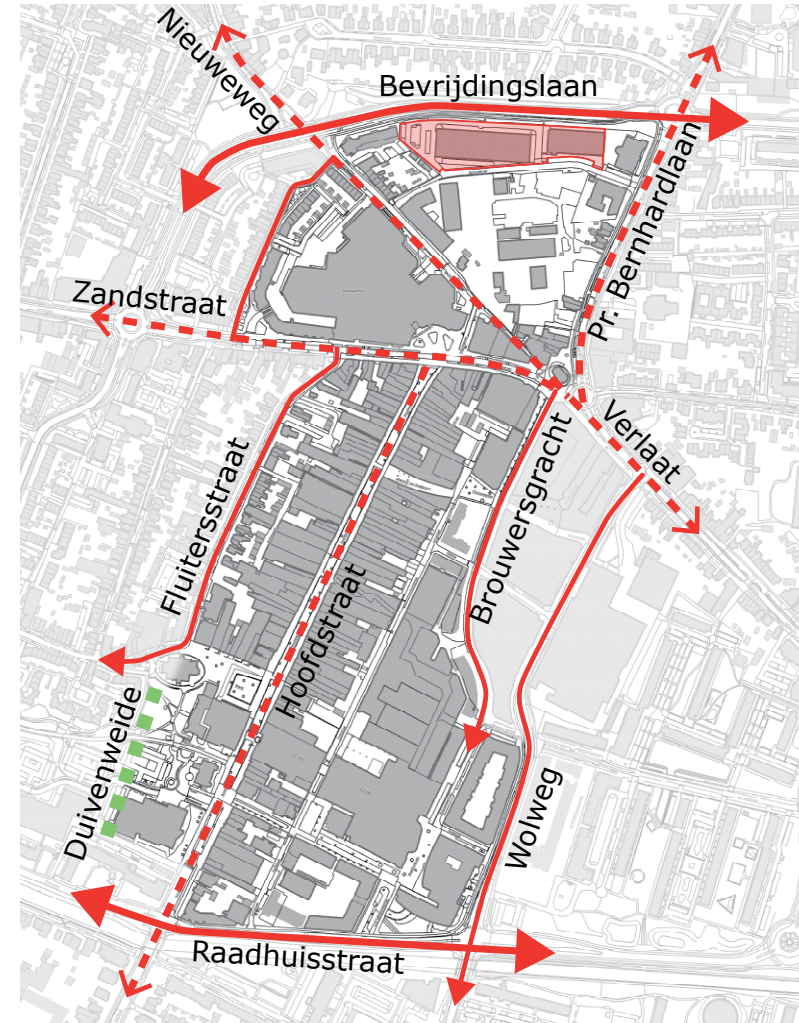 Nieuweweg
Bevrijdingslaan
Pr. Bernhardlaan
Zandstraat
Verlaat
Fluitersstraat
Brouwersgracht
Hoofdstraat
Duivenweide
Wolweg
Raadhuisstraat